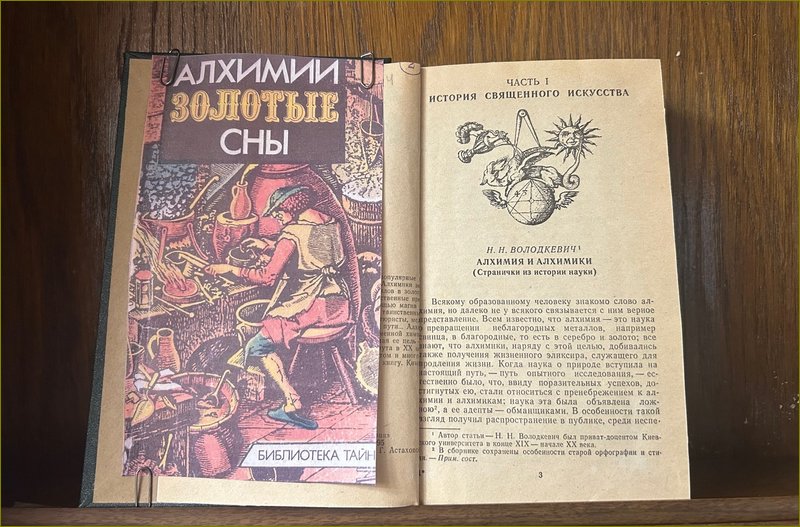 АЛХИМИИ
ЗОЛОТЫЕ
СНЫ
БИБЛИОТЕКА ТАЙН
2
ЧАСТЬ I
ИСТОРИЯ СВЯЩЕННОГО ИСКУССТВА
Н. Н. ВОЛОДКЕВИЧ¹
АЛХИМИЯ И АЛХИМИКИ
(Странички из истории науки)
Всякому образованному человеку знакомо слово ал-
химия, но далеко не у всякого связывается с ним верное
представление. Всем известно, что алхимия — это наука
превращении неблагородных металлов, например
в благородные, то есть в серебро и золото; все
знают, что алхимики, наряду с этой целью, добивались
также получения жизненного эликсира, служащего для
продления жизни. Когда наука о природе вступила на
настоящий путь, — путь опытного исследования, — ес-
тественно было, что, ввиду поразительных успехов, до-
стигнутых ею, стали относиться с пренебрежением к ал-
химии и алхимикам; наука эта была объявлена лож-
ною², а ее адепты — обманщиками. В особенности такой
взгляд получил распространение в публике, среди неспе-
¹ Автор статьи — Н. Н. Володкевич был приват-доцентом Киев-
ского университета в конце XIX — начале XX века.
² В сборнике сохранены особенности старой орфографии и сти-
— Прим. сост.
3